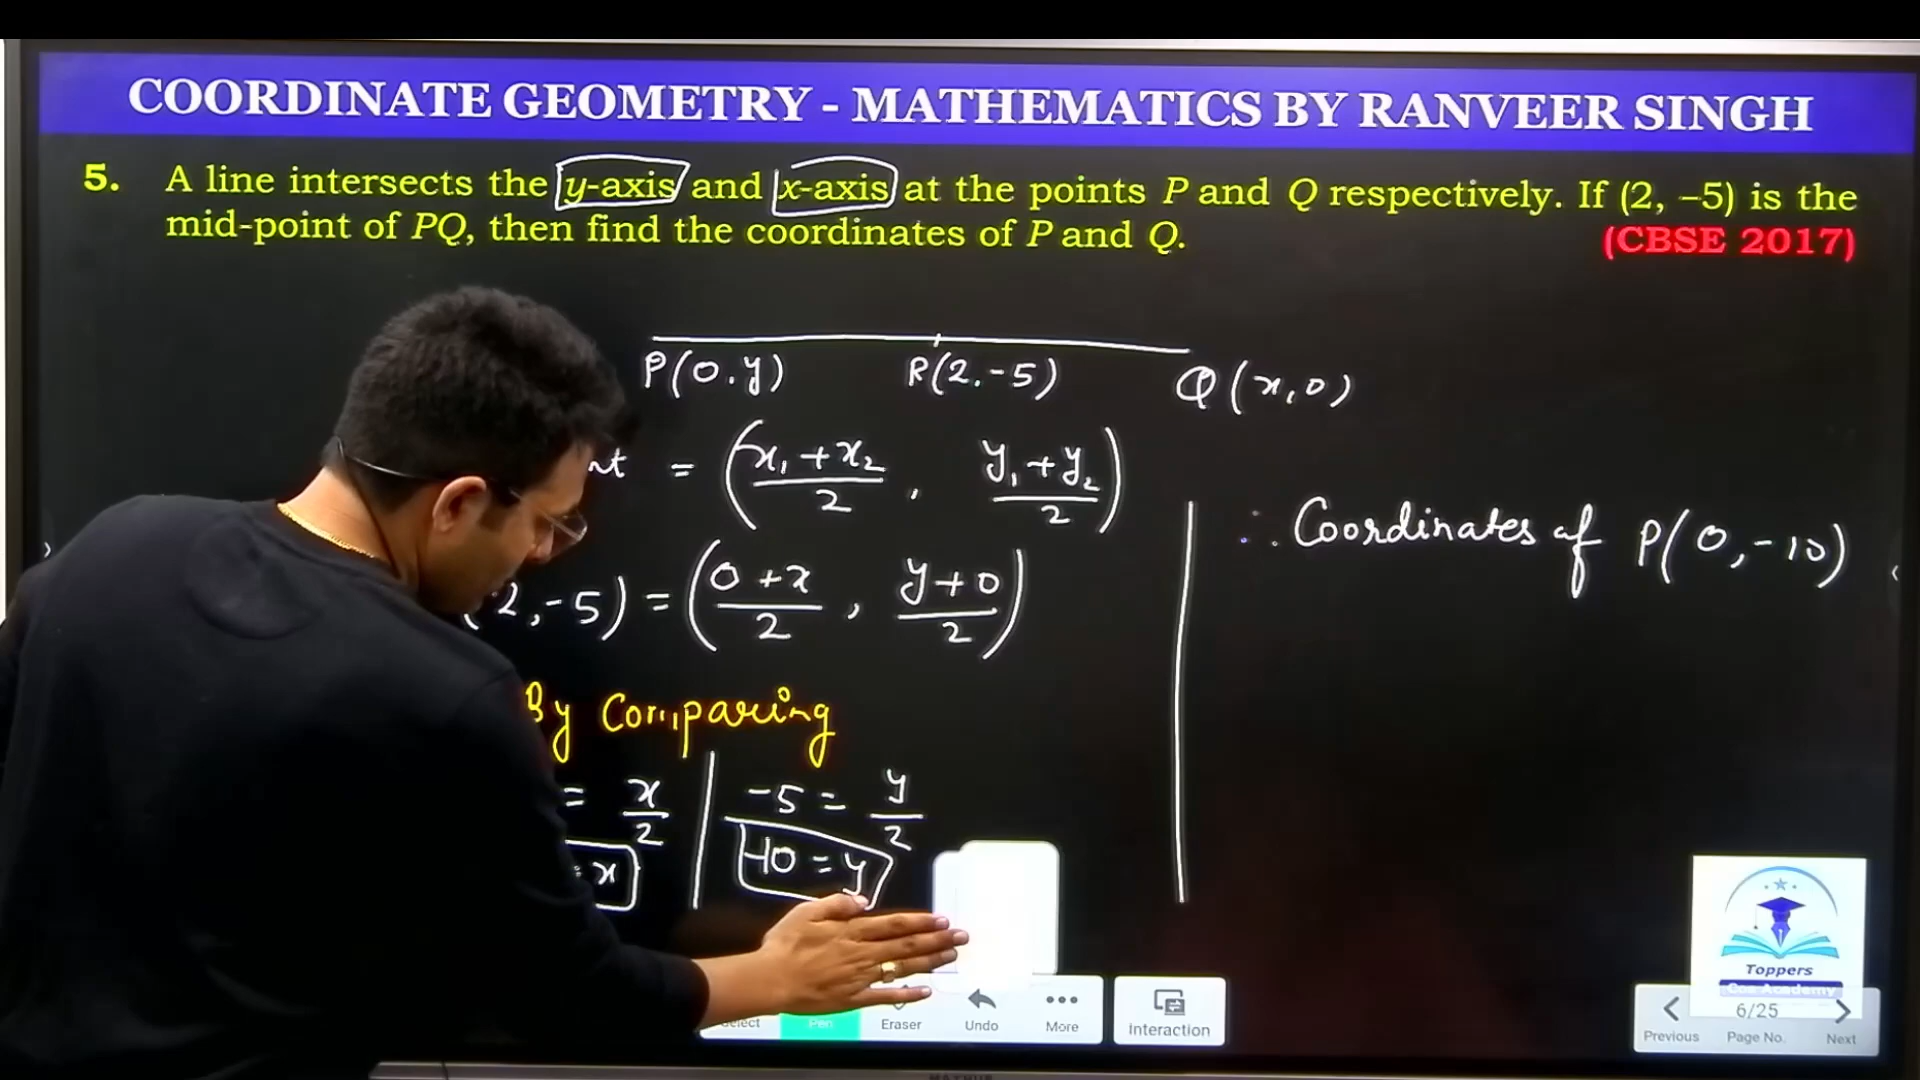 COORDINATE GEOMETRY - MATHEMATICS BY RANVEER SINGH
5. A line intersects the y-axis and x-axis at the points P and Q respectively. If (2, –5) is the
mid-point of PQ, then find the coordinates of P and Q.
(CBSE 2017)
P(0.y) R(2.-5) Q(x,0)
= (x₁+x₂/2 , y₁+y₂/2)
∴ Coordinates of P(0,-10)
2,-5) = (0+x/2 , y+0/2)
By Comparing
= x/2 | -5 = y/2
= x | -10 = y
Toppers
Pen Eraser Undo More Interaction
6/25
Previous Page No. Next